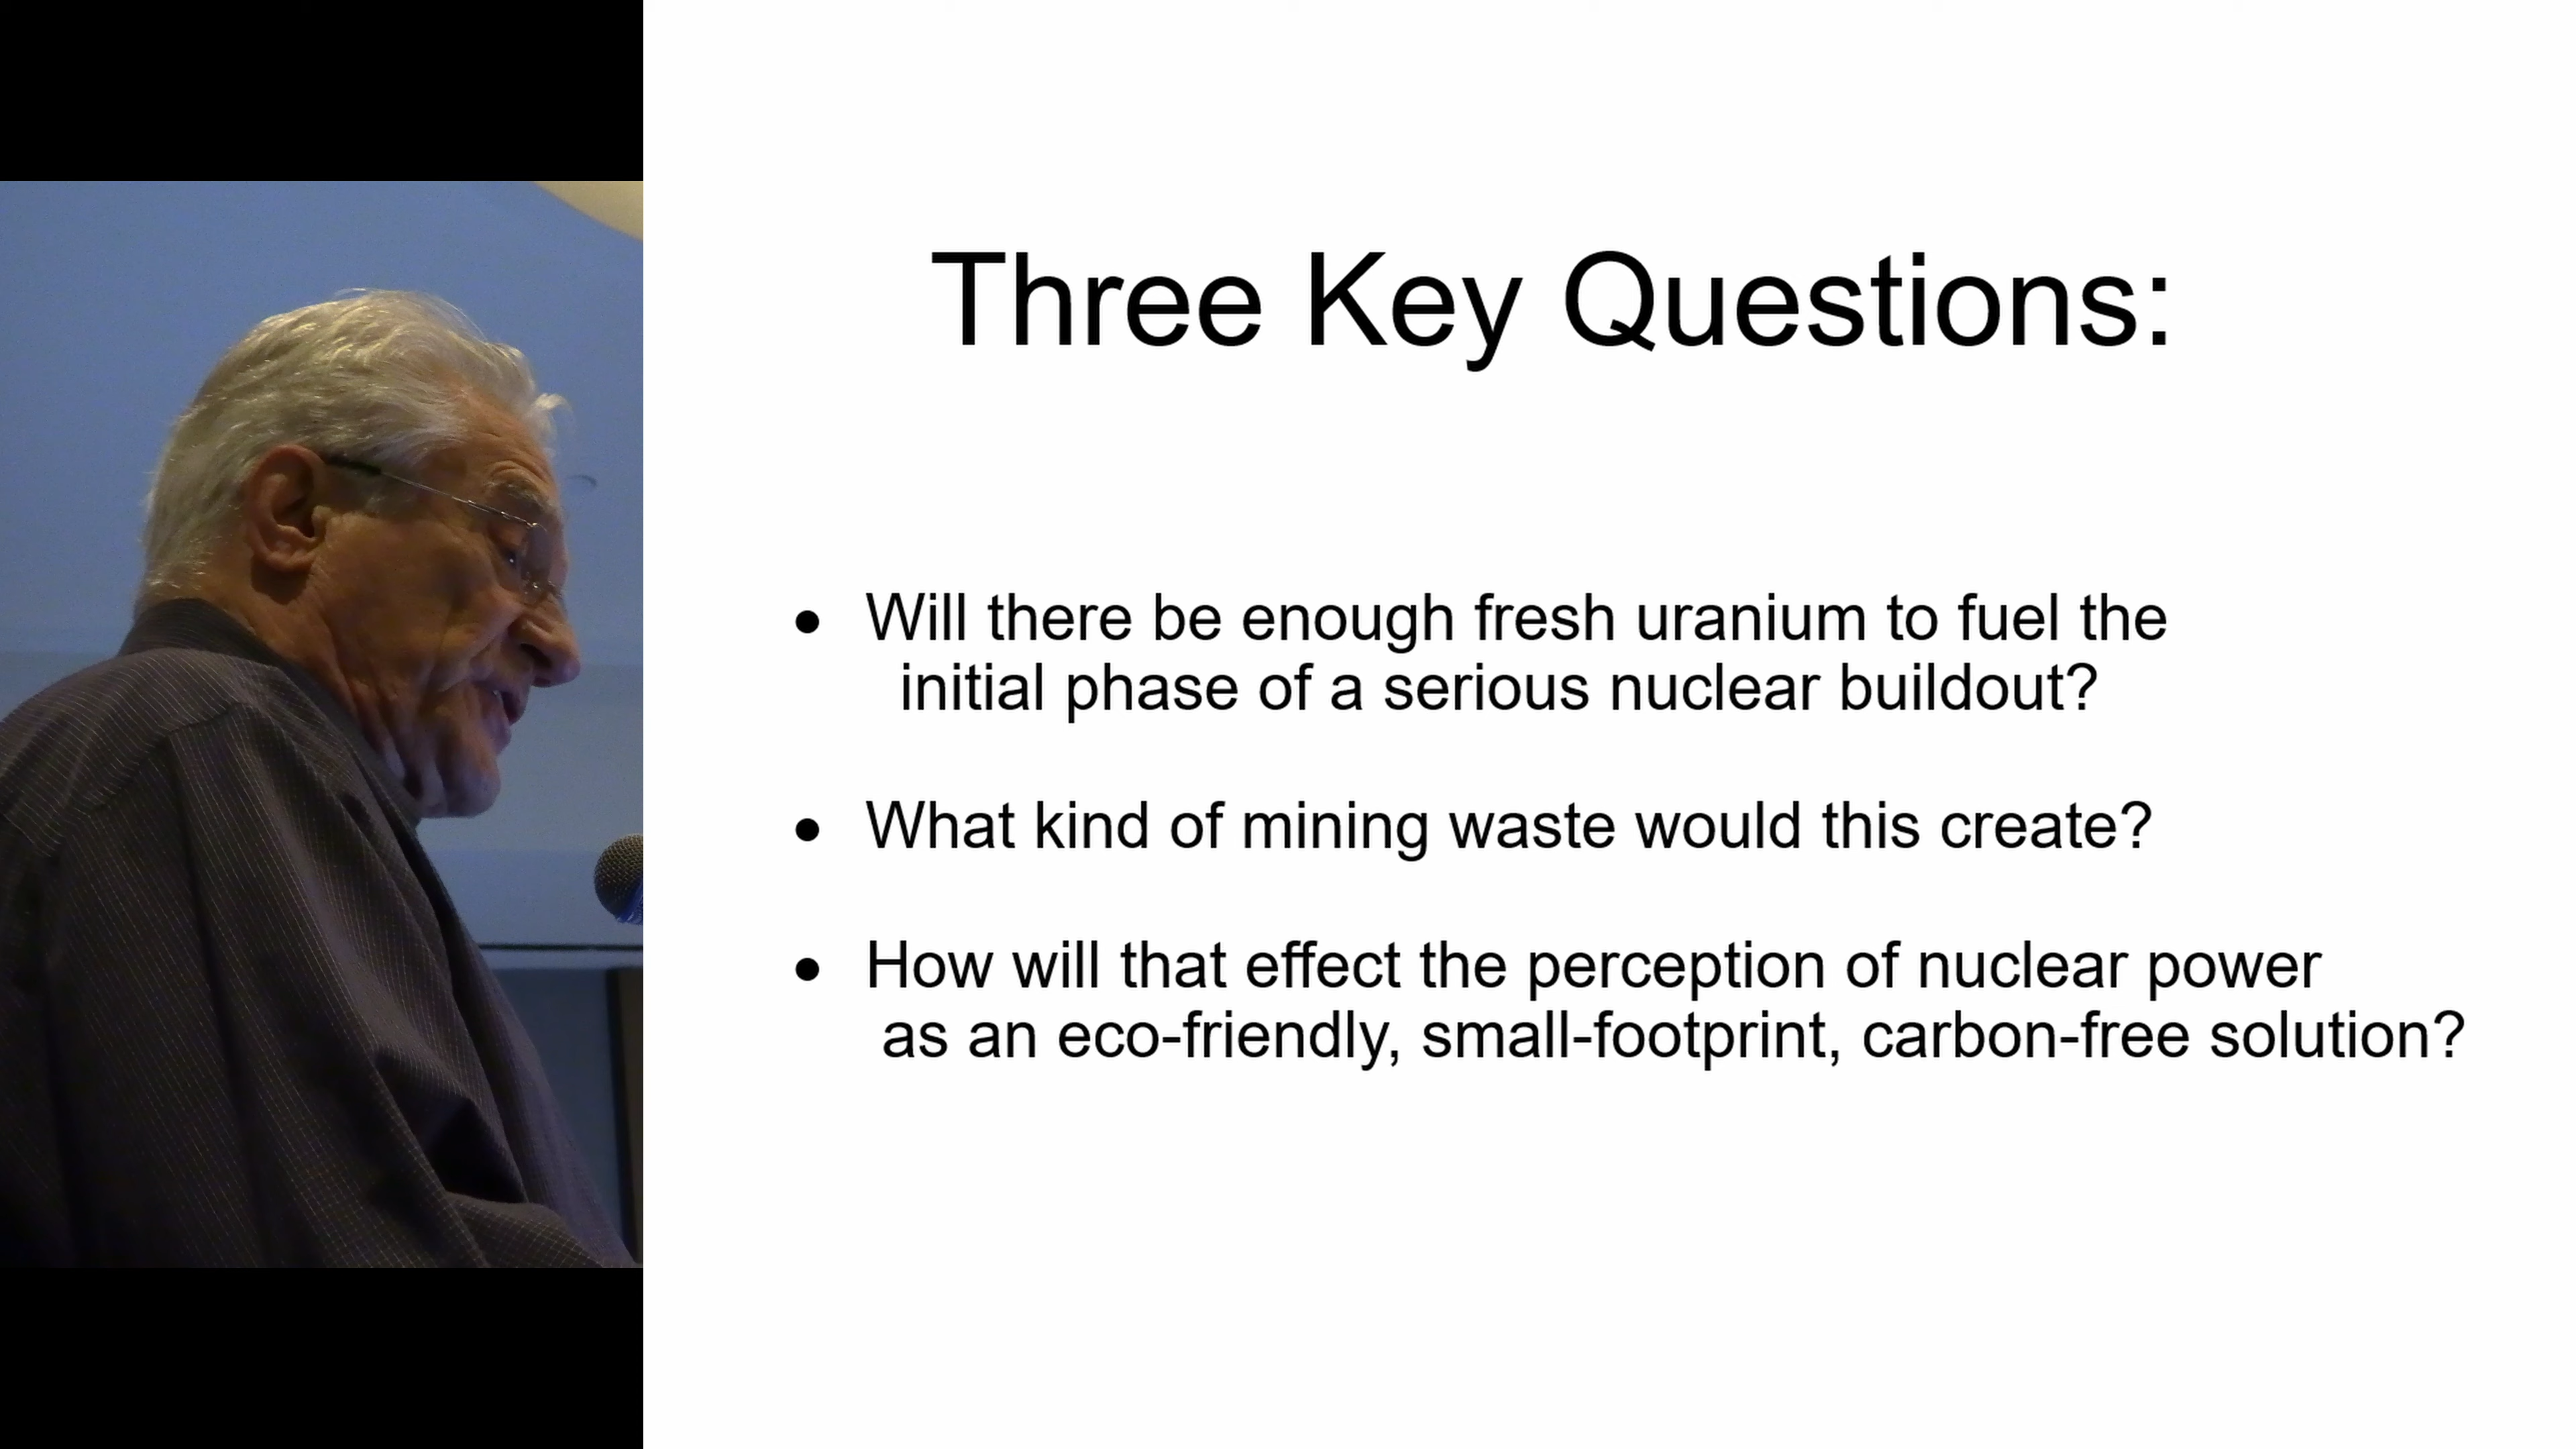 Three Key Questions:
• Will there be enough fresh uranium to fuel the
initial phase of a serious nuclear buildout?
• What kind of mining waste would this create?
• How will that effect the perception of nuclear power
as an eco-friendly, small-footprint, carbon-free solution?